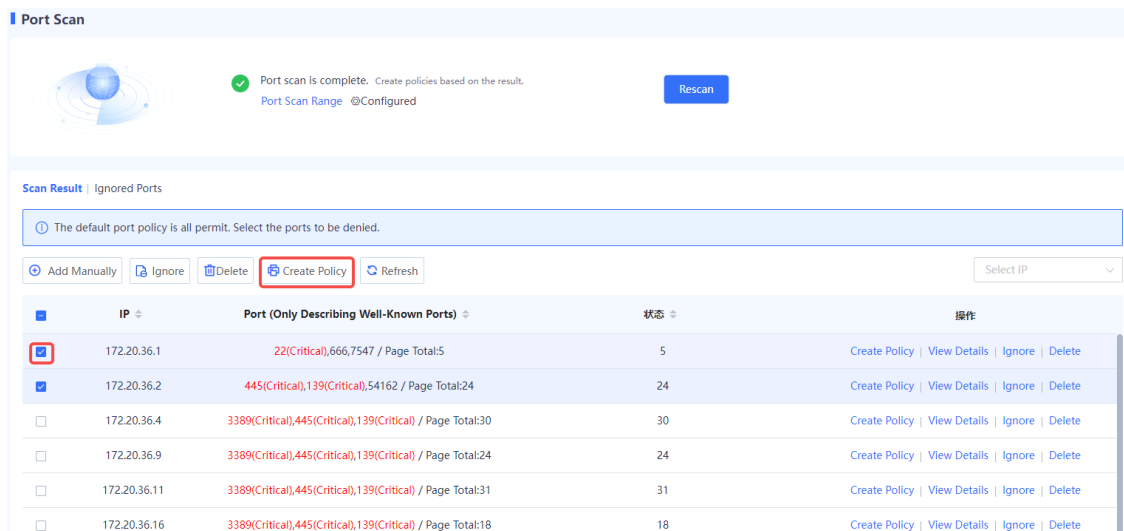 Port Scan
Port scan is complete. Create policies based on the result.
Port Scan Range Configured
Rescan
Scan Result | Ignored Ports
The default port policy is all permit. Select the ports to be denied.
Add Manually Ignore Delete Create Policy Refresh Select IP
IP Port (Only Describing Well-Known Ports) 状态 操作
172.20.36.1 22(Critical),666,7547 / Page Total:5 5 Create Policy | View Details | Ignore | Delete
172.20.36.2 445(Critical),139(Critical),54162 / Page Total:24 24 Create Policy | View Details | Ignore | Delete
172.20.36.4 3389(Critical),445(Critical),139(Critical) / Page Total:30 30 Create Policy | View Details | Ignore | Delete
172.20.36.9 3389(Critical),445(Critical),139(Critical) / Page Total:24 24 Create Policy | View Details | Ignore | Delete
172.20.36.11 3389(Critical),445(Critical),139(Critical) / Page Total:31 31 Create Policy | View Details | Ignore | Delete
172.20.36.16 3389(Critical),445(Critical),139(Critical) / Page Total:18 18 Create Policy | View Details | Ignore | Delete